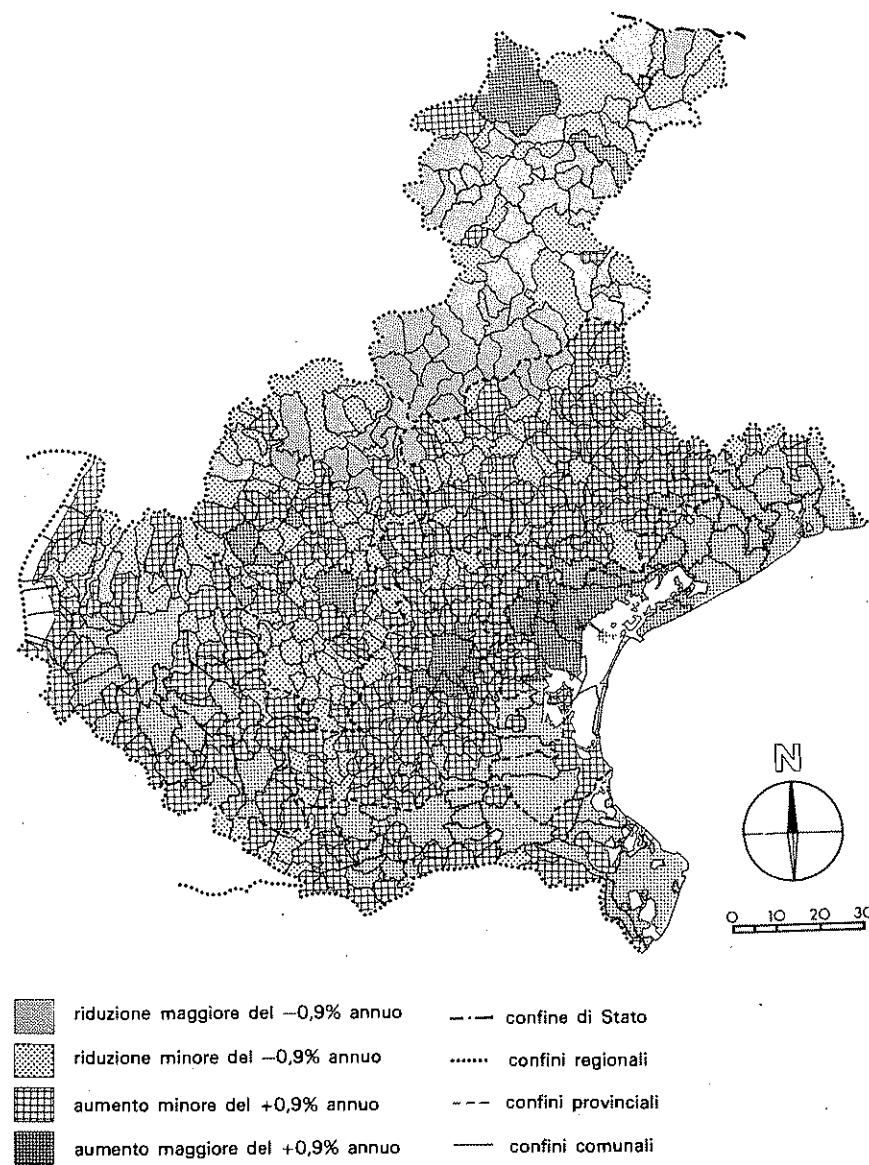 N
0 10 20 30
riduzione maggiore del —0,9% annuo
riduzione minore del —0,9% annuo
aumento minore del +0,9% annuo
aumento maggiore del +0,9% annuo
confine di Stato
confini regionali
confini provinciali
confini comunali